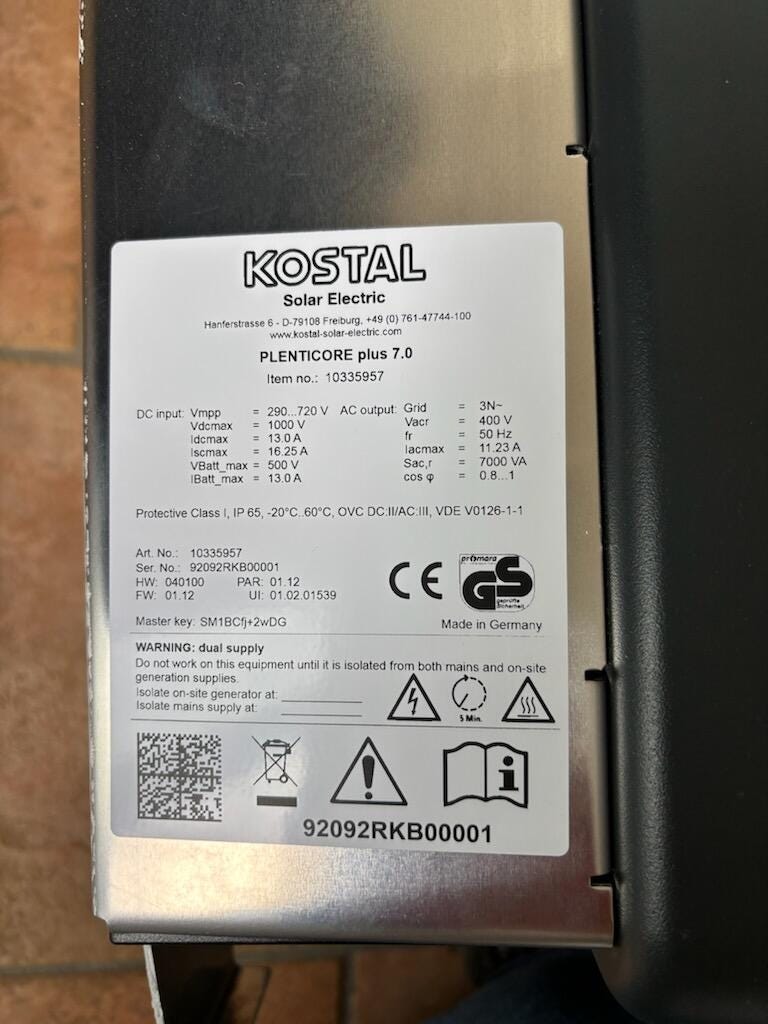 KOSTAL
Solar Electric
Hanferstrasse 6 - D-79108 Freiburg, +49 (0) 761-47744-100
www.kostal-solar-electric.com
PLENTICORE plus 7.0
Item no.: 10335957
DC input: Vmpp = 290...720 V AC output: Grid = 3N~
Vdcmax = 1000 V Vacr = 400 V
Idcmax = 13.0 A fr = 50 Hz
Iscmax = 16.25 A Iacmax = 11.23 A
VBatt_max = 500 V Sac,r = 7000 VA
IBatt_max = 13.0 A cos φ = 0.8...1
Protective Class I, IP 65, -20°C..60°C, OVC DC:II/AC:III, VDE V0126-1-1
Art. No.: 10335957
Ser. No.: 92092RKB00001
HW: 040100 PAR: 01.12
FW: 01.12 UI: 01.02.01539
Master key: SM1BCfj+2wDG
CE
GS
geprüfte
Sicherheit
Made in Germany
WARNING: dual supply
Do not work on this equipment until it is isolated from both mains and on-site
generation supplies.
Isolate on-site generator at:
Isolate mains supply at:
5 Min.
92092RKB00001